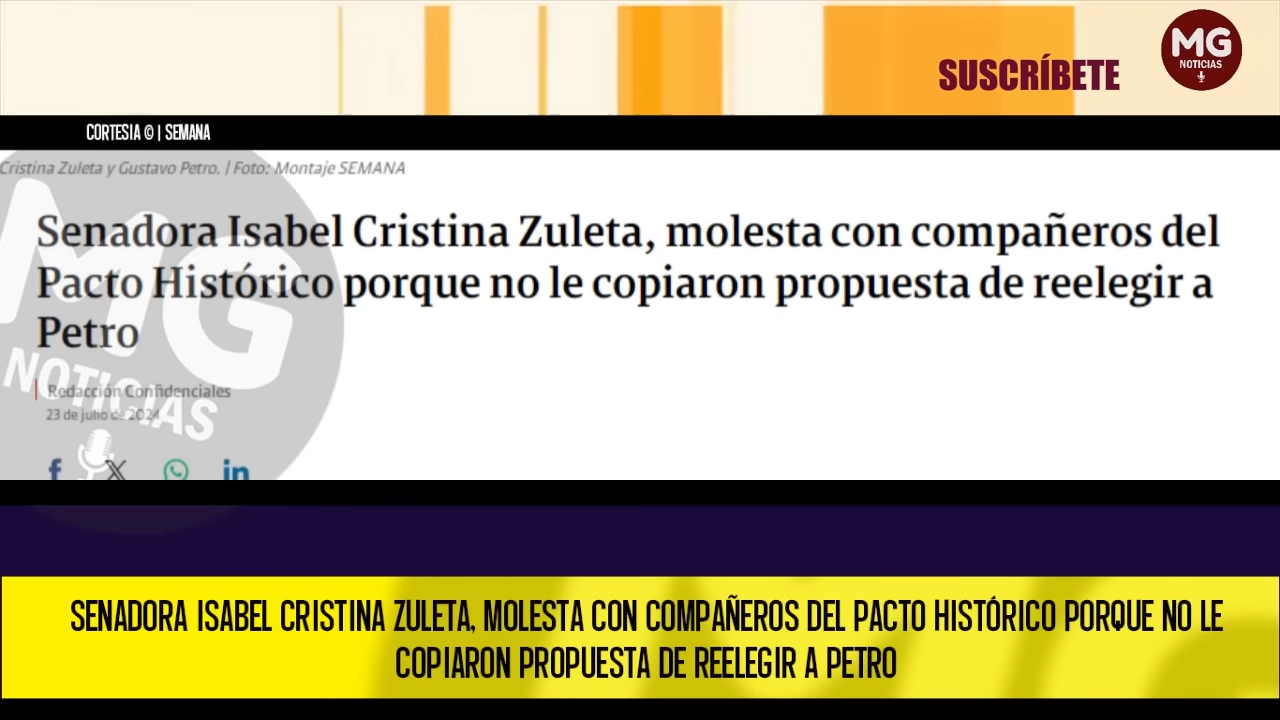 SUSCRÍBETE
MG
NOTICIAS
CORTESIA © | SEMANA
Cristina Zuleta y Gustavo Petro. | Foto: Montaje SEMANA
Senadora Isabel Cristina Zuleta, molesta con compañeros del
Pacto Histórico porque no le copiaron propuesta de reelegir a
Petro
MG
NOTICIAS
Redacción Confidenciales
23 de julio de 2024
SENADORA ISABEL CRISTINA ZULETA, MOLESTA CON COMPAÑEROS DEL PACTO HISTÓRICO PORQUE NO LE
COPIARON PROPUESTA DE REELEGIR A PETRO